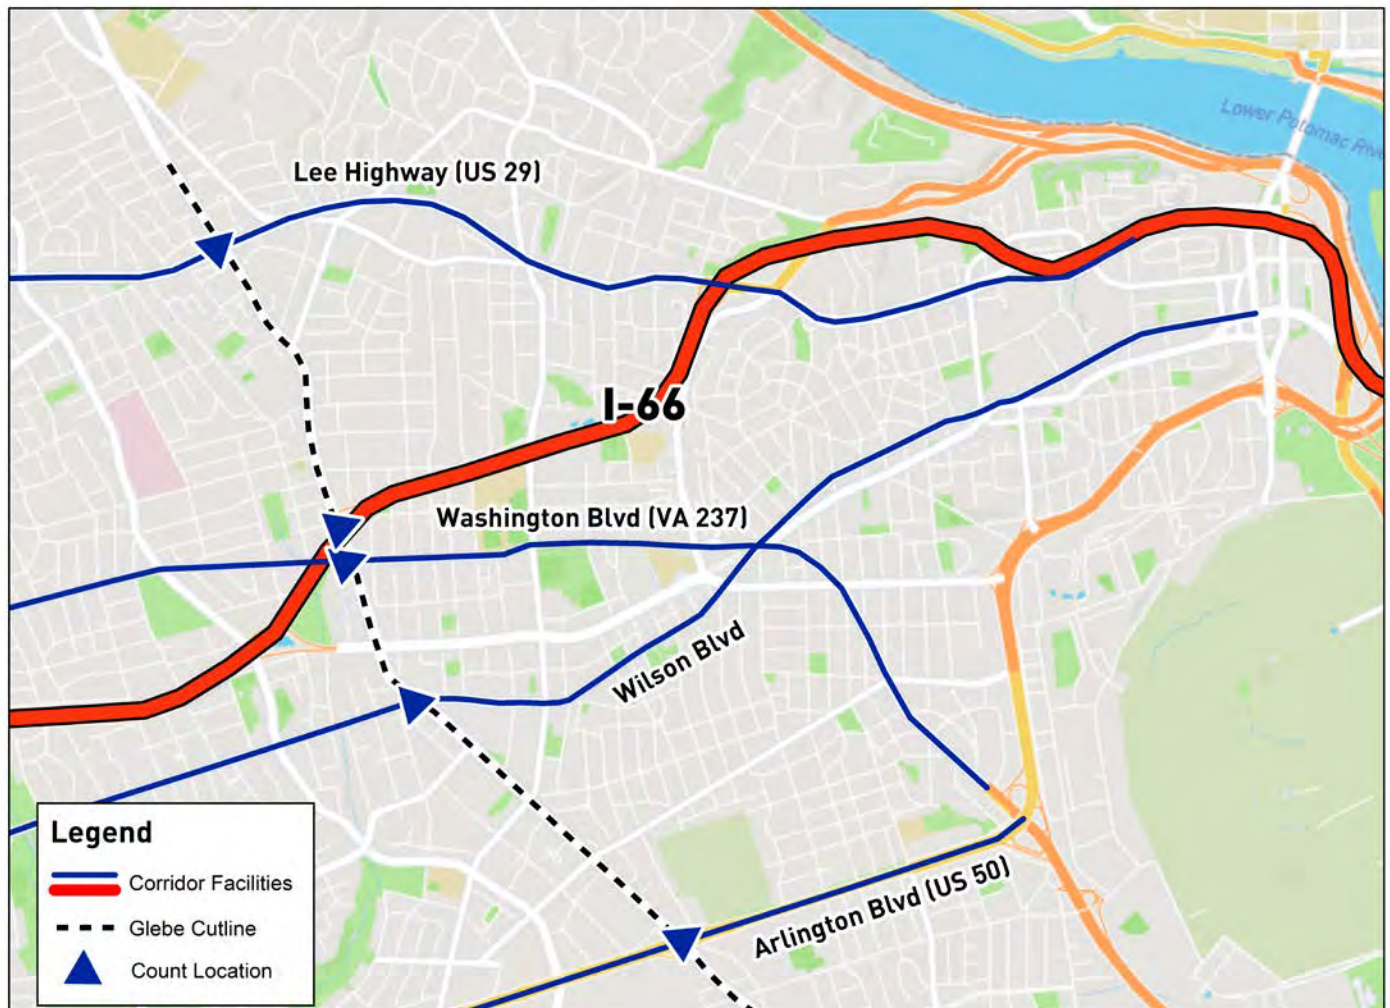 Lower Potomac Rive
Lee Highway (US 29)
I-66
Washington Blvd (VA 237)
Wilson Blvd
Arlington Blvd (US 50)
Legend
Corridor Facilities
Glebe Cutline
Count Location